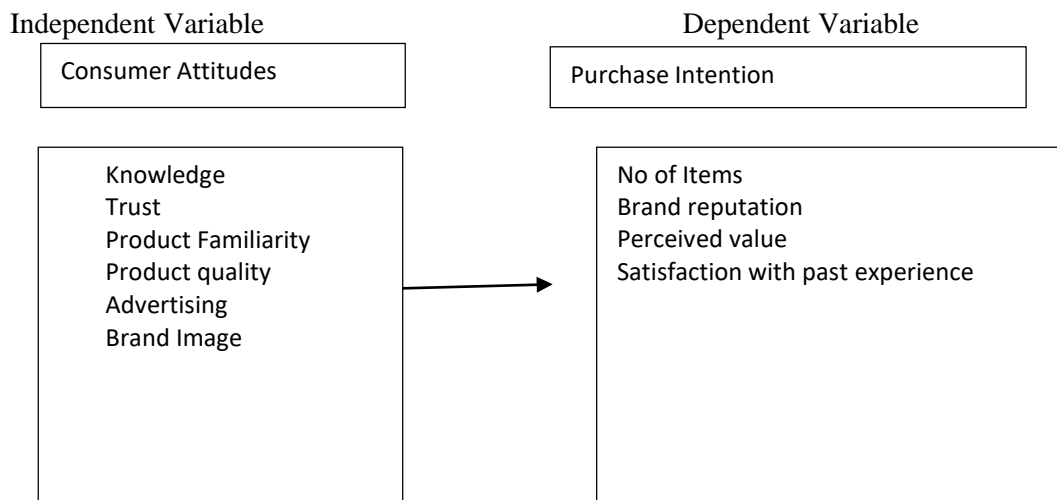 Independent Variable
Dependent Variable
Consumer Attitudes
Purchase Intention
Knowledge
Trust
Product Familiarity
Product quality
Advertising
Brand Image
No of Items
Brand reputation
Perceived value
Satisfaction with past experience